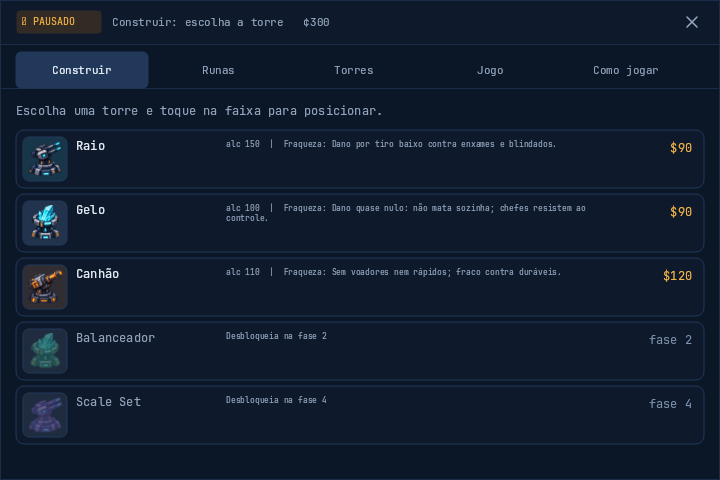 PAUSADO
Construir: escolha a torre $300
Construir Runas Torres Jogo Como jogar
Escolha uma torre e toque na faixa para posicionar.
Raio
alc 150 | Fraqueza: Dano por tiro baixo contra enxames e blindados.
$90
Gelo
alc 100 | Fraqueza: Dano quase nulo: não mata sozinha; chefes resistem ao
controle.
$90
Canhão
alc 110 | Fraqueza: Sem voadores nem rápidos; fraco contra duráveis.
$120
Balanceador
Desbloqueia na fase 2
fase 2
Scale Set
Desbloqueia na fase 4
fase 4